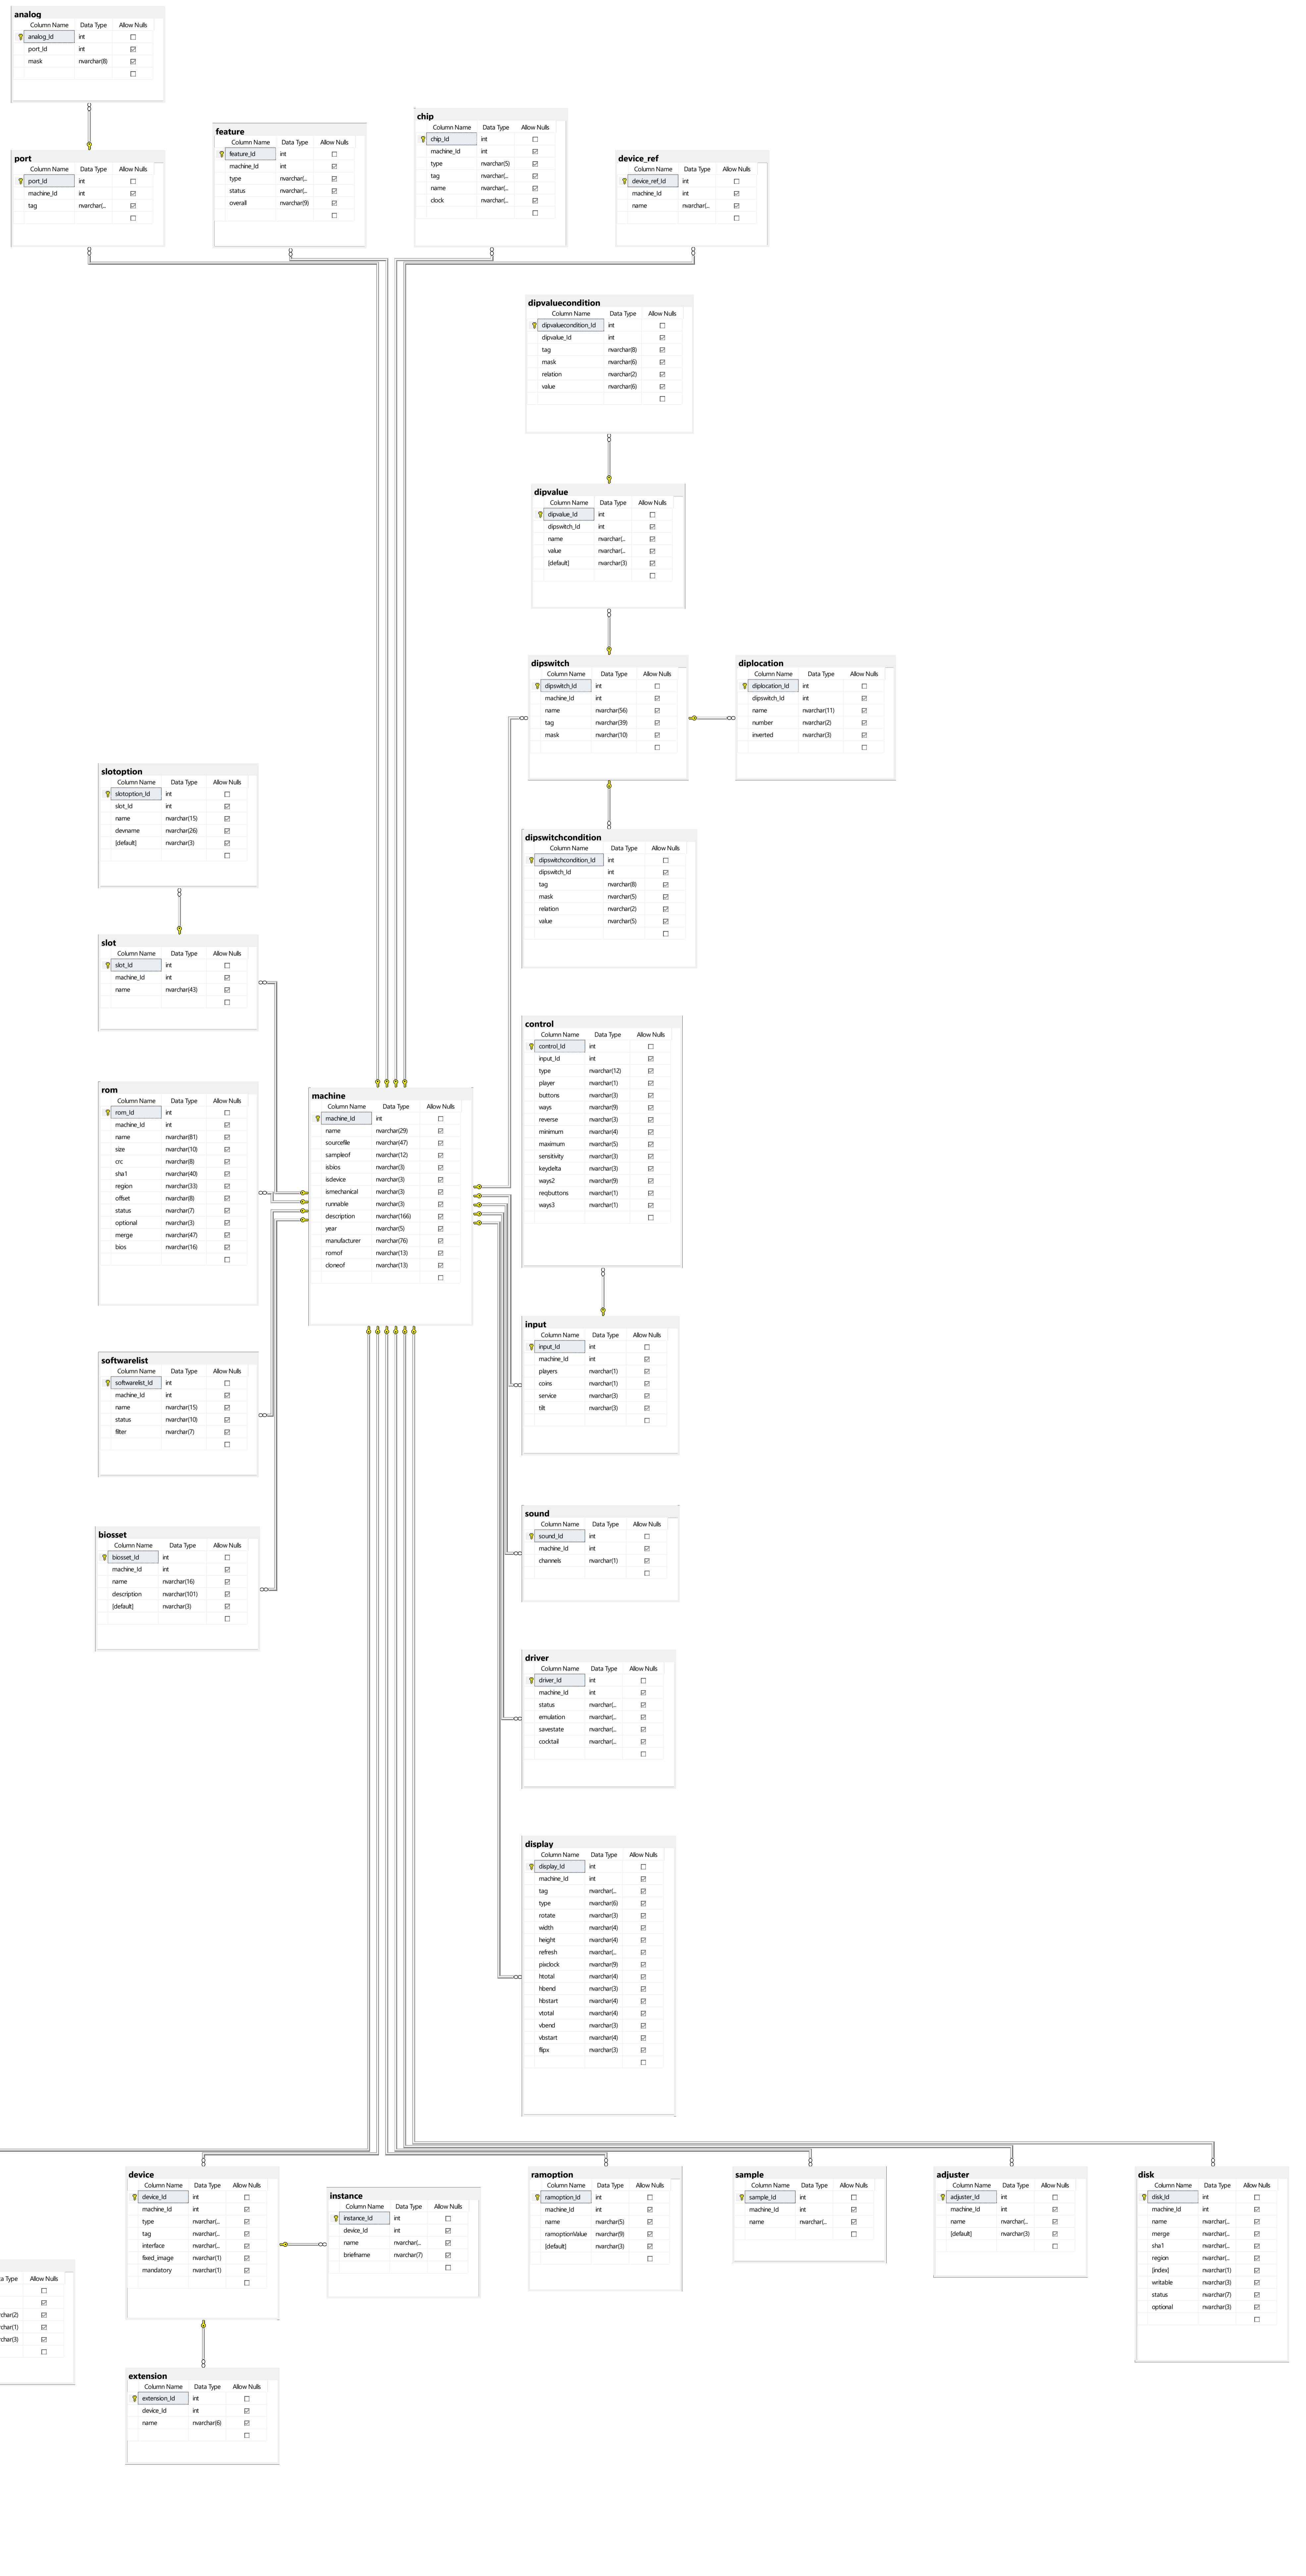 analog
Column Name Data Type Allow Nulls
analog_Id int
port_Id int
mask nvarchar(8)
port
Column Name Data Type Allow Nulls
port_Id int
machine_Id int
tag nvarchar(...
feature
Column Name Data Type Allow Nulls
feature_Id int
machine_Id int
type nvarchar(...
status nvarchar(...
overall nvarchar(9)
chip
Column Name Data Type Allow Nulls
chip_Id int
machine_Id int
type nvarchar(5)
tag nvarchar(...
name nvarchar(...
clock nvarchar(...
device_ref
Column Name Data Type Allow Nulls
device_ref_Id int
machine_Id int
name nvarchar(...
dipvaluecondition
Column Name Data Type Allow Nulls
dipvaluecondition_Id int
dipvalue_Id int
tag nvarchar(8)
mask nvarchar(6)
relation nvarchar(2)
value nvarchar(6)
dipvalue
Column Name Data Type Allow Nulls
dipvalue_Id int
dipswitch_Id int
name nvarchar(...
value nvarchar(...
[default] nvarchar(3)
dipswitch
Column Name Data Type Allow Nulls
dipswitch_Id int
machine_Id int
name nvarchar(56)
tag nvarchar(39)
mask nvarchar(10)
diplocation
Column Name Data Type Allow Nulls
diplocation_Id int
dipswitch_Id int
name nvarchar(11)
number nvarchar(2)
inverted nvarchar(3)
slotoption
Column Name Data Type Allow Nulls
slotoption_Id int
slot_Id int
name nvarchar(15)
devname nvarchar(26)
[default] nvarchar(3)
dipswitchcondition
Column Name Data Type Allow Nulls
dipswitchcondition_Id int
dipswitch_Id int
tag nvarchar(8)
mask nvarchar(5)
relation nvarchar(2)
value nvarchar(5)
slot
Column Name Data Type Allow Nulls
slot_Id int
machine_Id int
name nvarchar(43)
control
Column Name Data Type Allow Nulls
control_Id int
input_Id int
type nvarchar(12)
player nvarchar(1)
buttons nvarchar(3)
ways nvarchar(9)
reverse nvarchar(3)
minimum nvarchar(4)
maximum nvarchar(5)
sensitivity nvarchar(3)
keydelta nvarchar(3)
ways2 nvarchar(9)
reqbuttons nvarchar(1)
ways3 nvarchar(1)
rom
Column Name Data Type Allow Nulls
rom_Id int
machine_Id int
name nvarchar(81)
size nvarchar(10)
crc nvarchar(8)
sha1 nvarchar(40)
region nvarchar(33)
offset nvarchar(8)
status nvarchar(7)
optional nvarchar(3)
merge nvarchar(47)
bios nvarchar(16)
machine
Column Name Data Type Allow Nulls
machine_Id int
name nvarchar(29)
sourcefile nvarchar(47)
sampleof nvarchar(12)
isbios nvarchar(3)
isdevice nvarchar(3)
ismechanical nvarchar(3)
runnable nvarchar(3)
description nvarchar(166)
year nvarchar(5)
manufacturer nvarchar(76)
romof nvarchar(13)
cloneof nvarchar(13)
input
Column Name Data Type Allow Nulls
input_Id int
machine_Id int
players nvarchar(1)
coins nvarchar(1)
service nvarchar(3)
tilt nvarchar(3)
softwarelist
Column Name Data Type Allow Nulls
softwarelist_Id int
machine_Id int
name nvarchar(15)
status nvarchar(10)
filter nvarchar(7)
sound
Column Name Data Type Allow Nulls
sound_Id int
machine_Id int
channels nvarchar(1)
biosset
Column Name Data Type Allow Nulls
biosset_Id int
machine_Id int
name nvarchar(16)
description nvarchar(101)
[default] nvarchar(3)
driver
Column Name Data Type Allow Nulls
driver_Id int
machine_Id int
status nvarchar(...
emulation nvarchar(...
savestate nvarchar(...
cocktail nvarchar(...
display
Column Name Data Type Allow Nulls
display_Id int
machine_Id int
tag nvarchar(...
type nvarchar(6)
rotate nvarchar(3)
width nvarchar(4)
height nvarchar(4)
refresh nvarchar(...
pixclock nvarchar(9)
htotal nvarchar(4)
hbend nvarchar(3)
hbstart nvarchar(4)
vtotal nvarchar(4)
vbend nvarchar(3)
vbstart nvarchar(4)
flipx nvarchar(3)
device
Column Name Data Type Allow Nulls
device_Id int
machine_Id int
type nvarchar(...
tag nvarchar(...
interface nvarchar(...
fixed_image nvarchar(1)
mandatory nvarchar(1)
instance
Column Name Data Type Allow Nulls
instance_Id int
device_Id int
name nvarchar(...
briefname nvarchar(7)
ramoption
Column Name Data Type Allow Nulls
ramoption_Id int
machine_Id int
name nvarchar(5)
ramoptionValue nvarchar(9)
[default] nvarchar(3)
sample
Column Name Data Type Allow Nulls
sample_Id int
machine_Id int
name nvarchar(...
adjuster
Column Name Data Type Allow Nulls
adjuster_Id int
machine_Id int
name nvarchar(...
[default] nvarchar(3)
disk
Column Name Data Type Allow Nulls
disk_Id int
machine_Id int
name nvarchar(...
merge nvarchar(...
sha1 nvarchar(...
region nvarchar(...
[index] nvarchar(1)
writable nvarchar(3)
status nvarchar(7)
optional nvarchar(3)
a Type Allow Nulls
rchar(2)
rchar(1)
rchar(3)
extension
Column Name Data Type Allow Nulls
extension_Id int
device_Id int
name nvarchar(6)